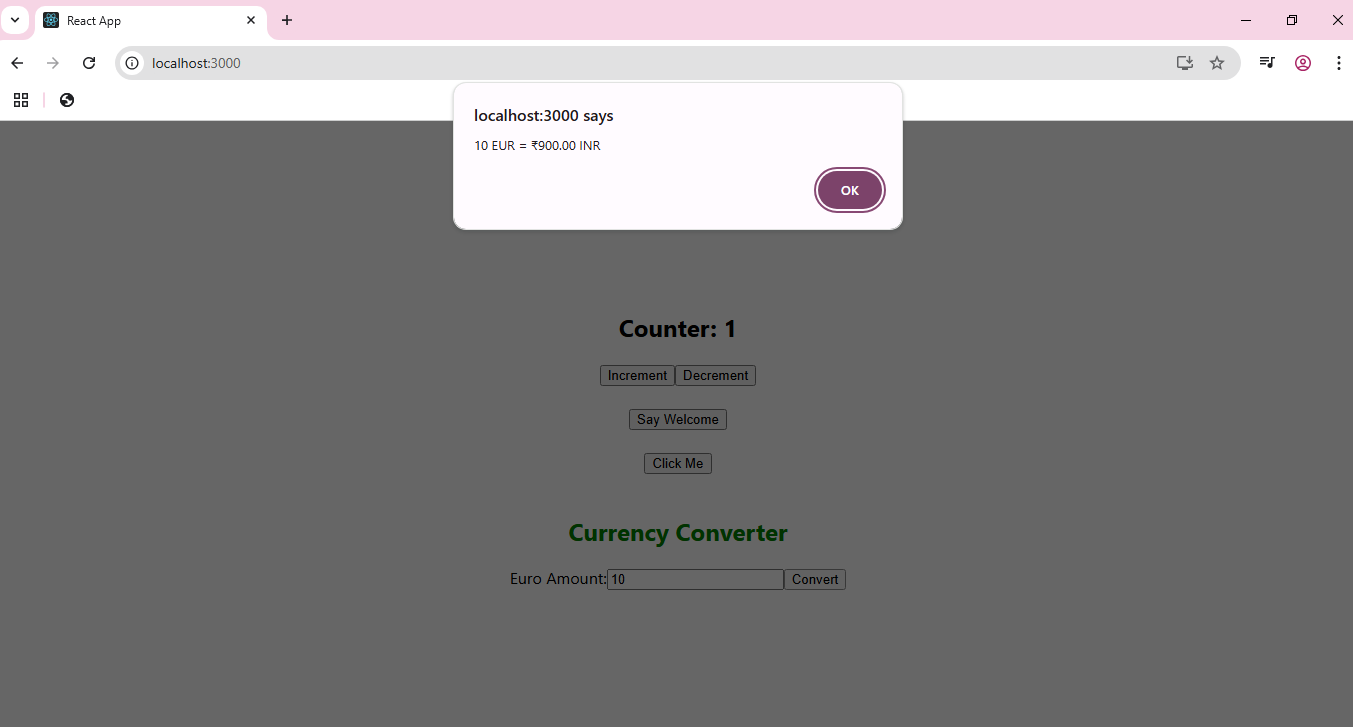 React App
localhost:3000
localhost:3000 says
10 EUR = ₹900.00 INR
OK
Counter: 1
Increment Decrement
Say Welcome
Click Me
Currency Converter
Euro Amount: 10 Convert